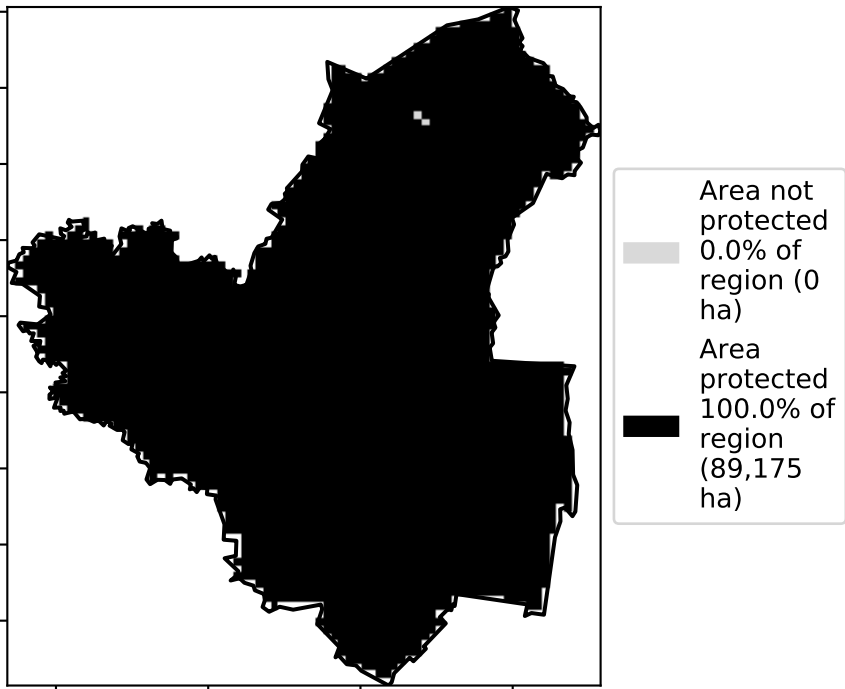 Area not
protected
0.0% of
region (0
ha)
Area
protected
100.0% of
region
(89,175
ha)